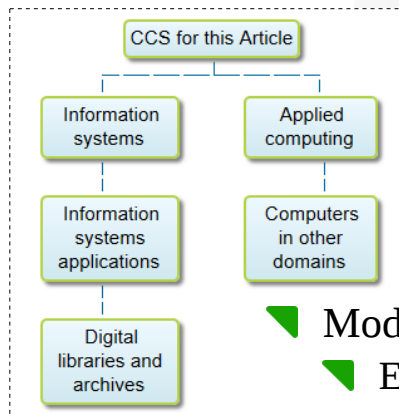 CCS for this Article
Information
systems
Applied
computing
Information
systems
applications
Computers
in other
domains
Digital
libraries and
archives